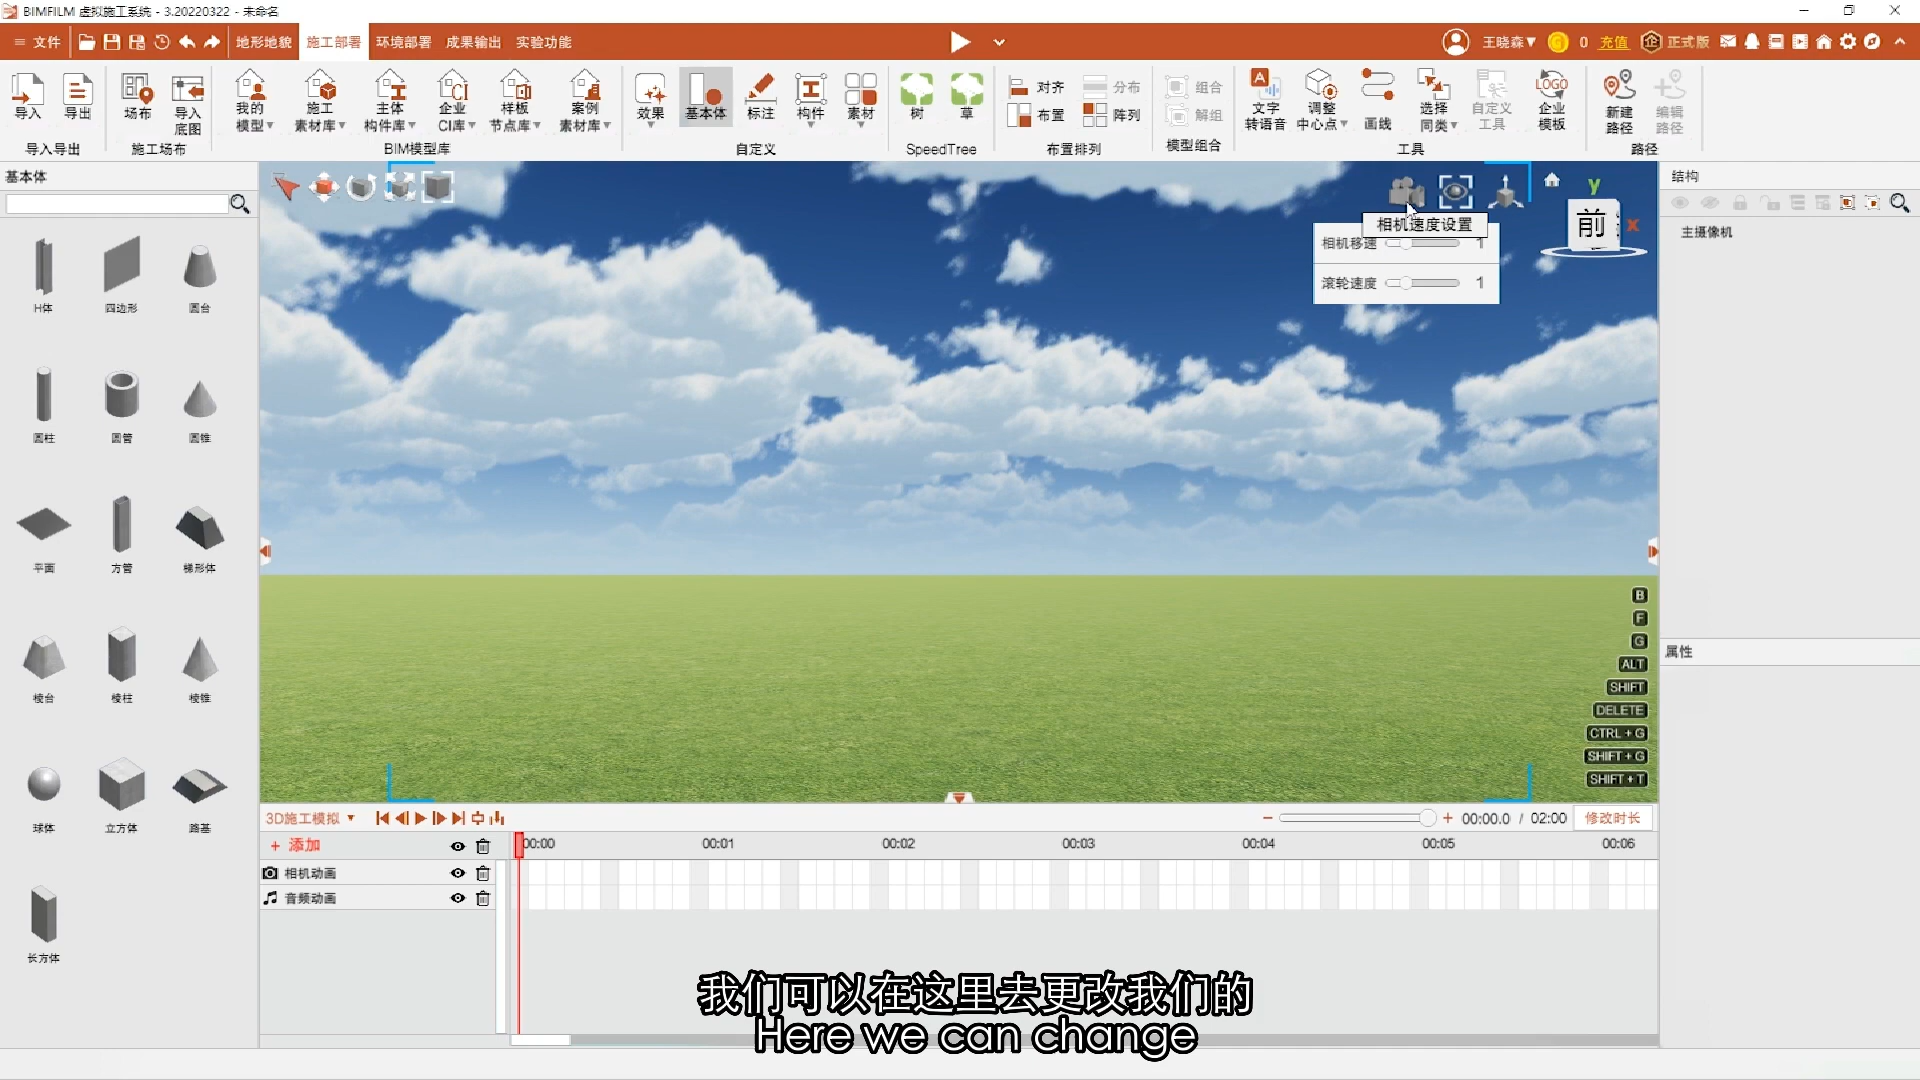 BIMFILM 虚拟施工系统 - 3.20220322 - 未命名
文件 地形地貌 施工部署 环境部署 成果输出 实验功能 王晓森 0 充值 正式版
导入 导出 场布 导入底图 我的模型 施工素材库 主体构件库 企业CI库 样板节点库 案例素材库 效果 基本体 标注 构件 素材 树 草 对齐 布置 分布 阵列 组合 解组 文字转语音 调整中心点 画线 选择同类 自定义工具 企业模板 新建路径 编辑路径
导入导出 施工场布 BIM模型库 自定义 SpeedTree 布置排列 模型组合 工具 路径
基本体
H体 四边形 圆台
圆柱 圆管 圆锥
平面 方管 梯形体
棱台 棱柱 棱锥
球体 立方体 路基
长方体
相机速度设置
相机移速 1
滚轮速度 1
y
前
x
B
F
G
ALT
SHIFT
DELETE
CTRL + G
SHIFT + G
SHIFT + T
结构
主摄像机
属性
3D施工模拟 00:00.0 / 02:00 修改时长
+ 添加 00:00 00:01 00:02 00:03 00:04 00:05 00:06
相机动画
音频动画
我们可以在这里去更改我们的
Here we can change